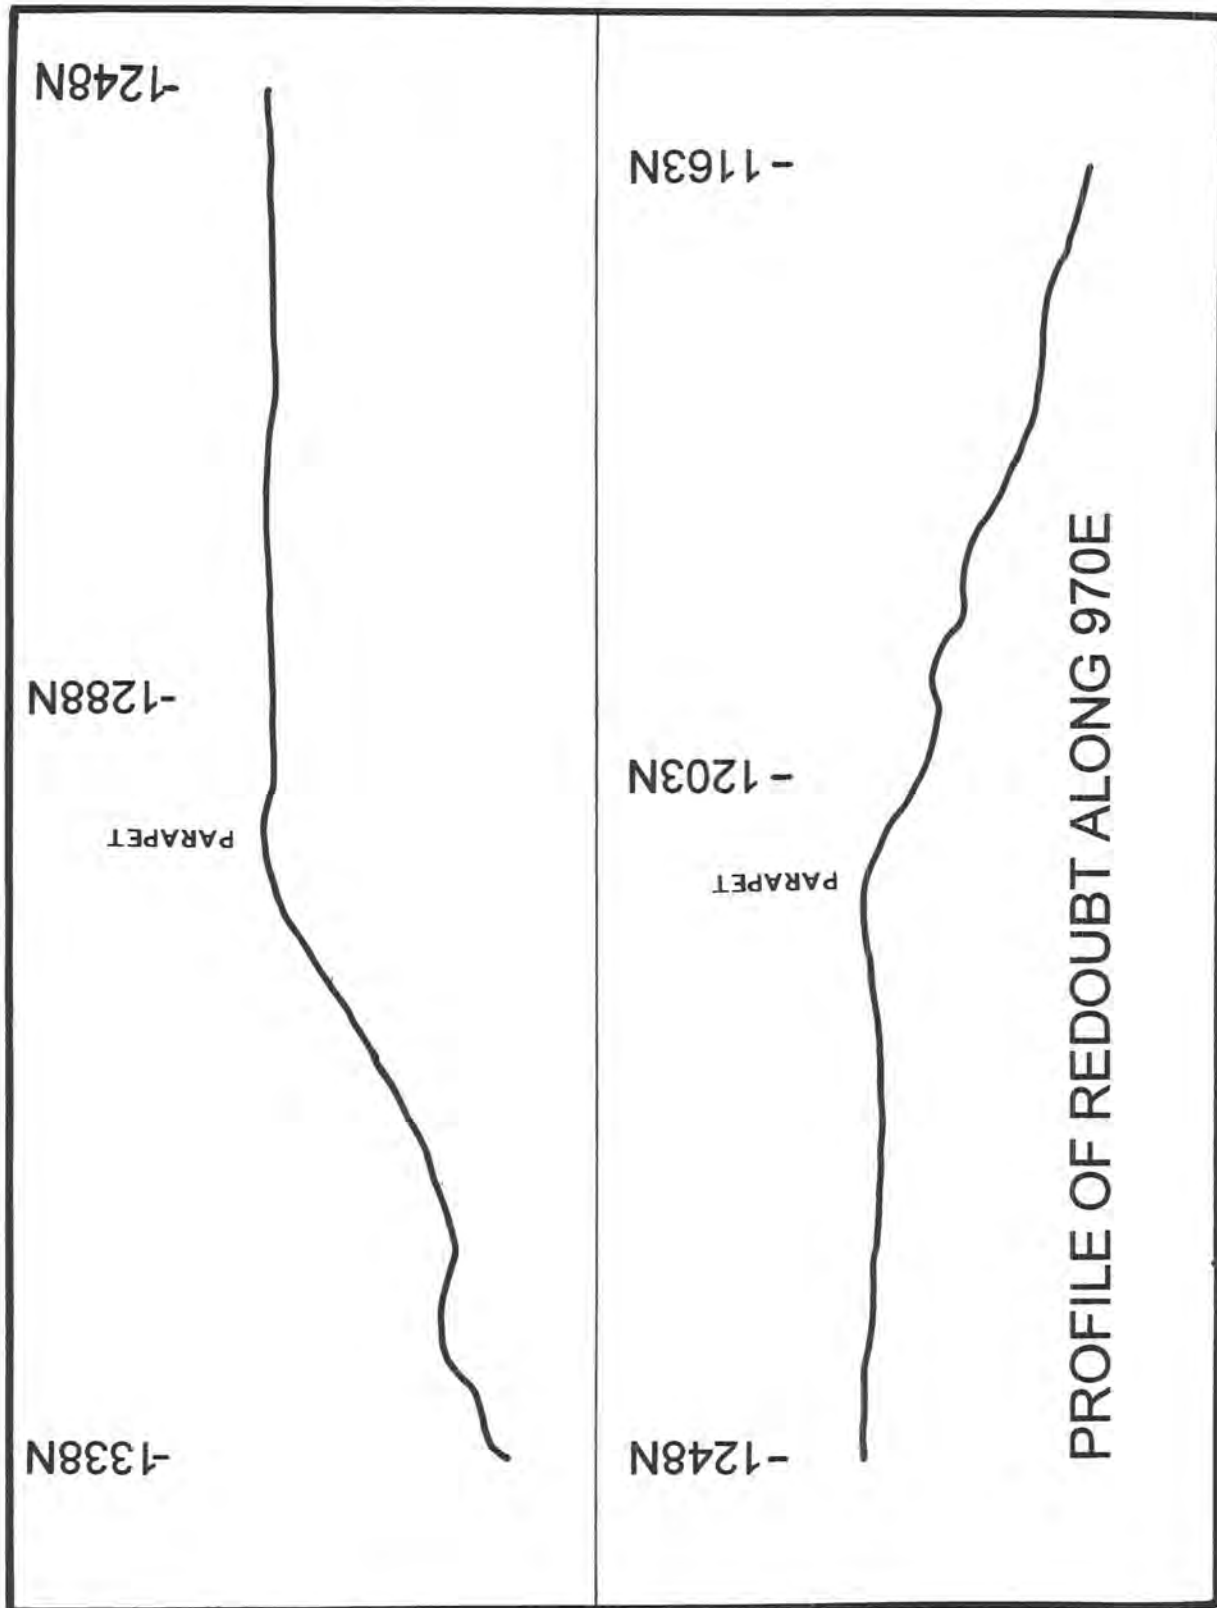 1248N-
1288N-
PARAPET
1338N-
1163N-
1203N-
PARAPET
1248N-
PROFILE OF REDOUBT ALONG 970E